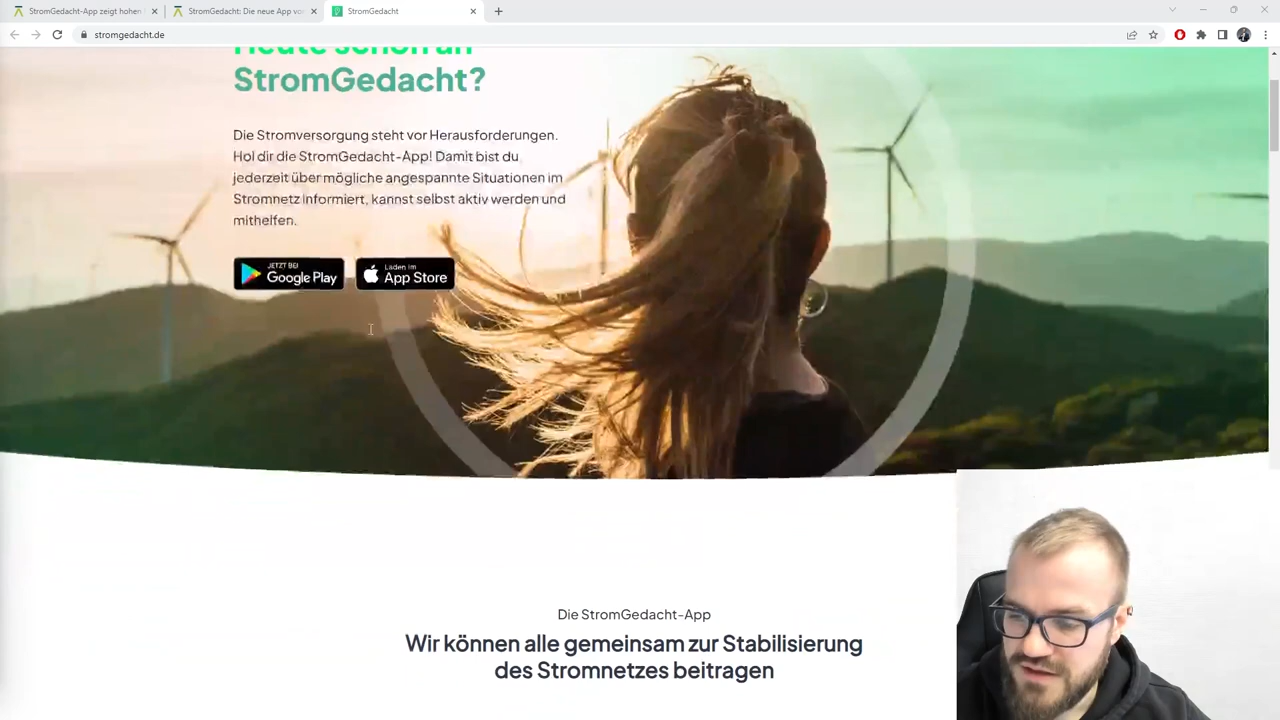 StromGedacht-App zeigt hohen
StromGedacht: Die neue App vo
StromGedacht
stromgedacht.de
Heute schon an
StromGedacht?
Die Stromversorgung steht vor Herausforderungen.
Hol dir die StromGedacht-App! Damit bist du
jederzeit über mögliche angespannte Situationen im
Stromnetz informiert, kannst selbst aktiv werden und
mithelfen.
JETZT BEI
Google Play
Laden im
App Store
Die StromGedacht-App
Wir können alle gemeinsam zur Stabilisierung
des Stromnetzes beitragen